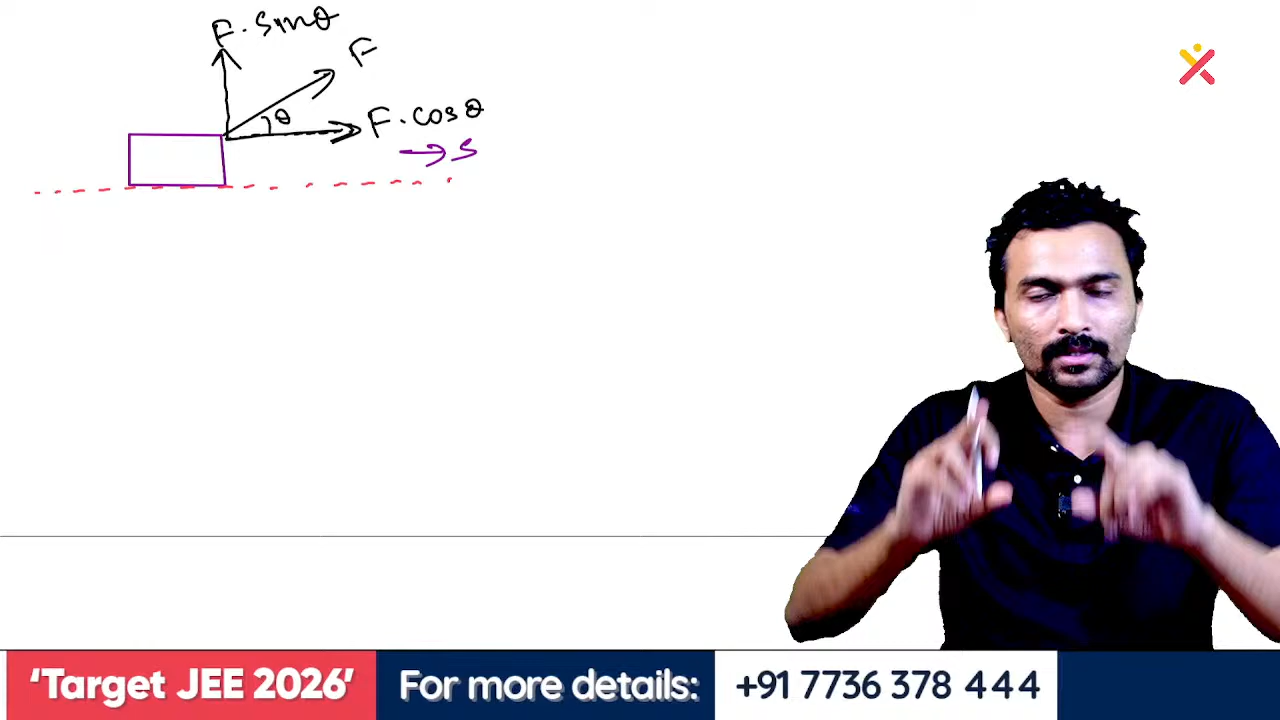 F. sinθ
F
θ
F. cosθ
→ s
‘Target JEE 2026’ For more details: +91 7736 378 444